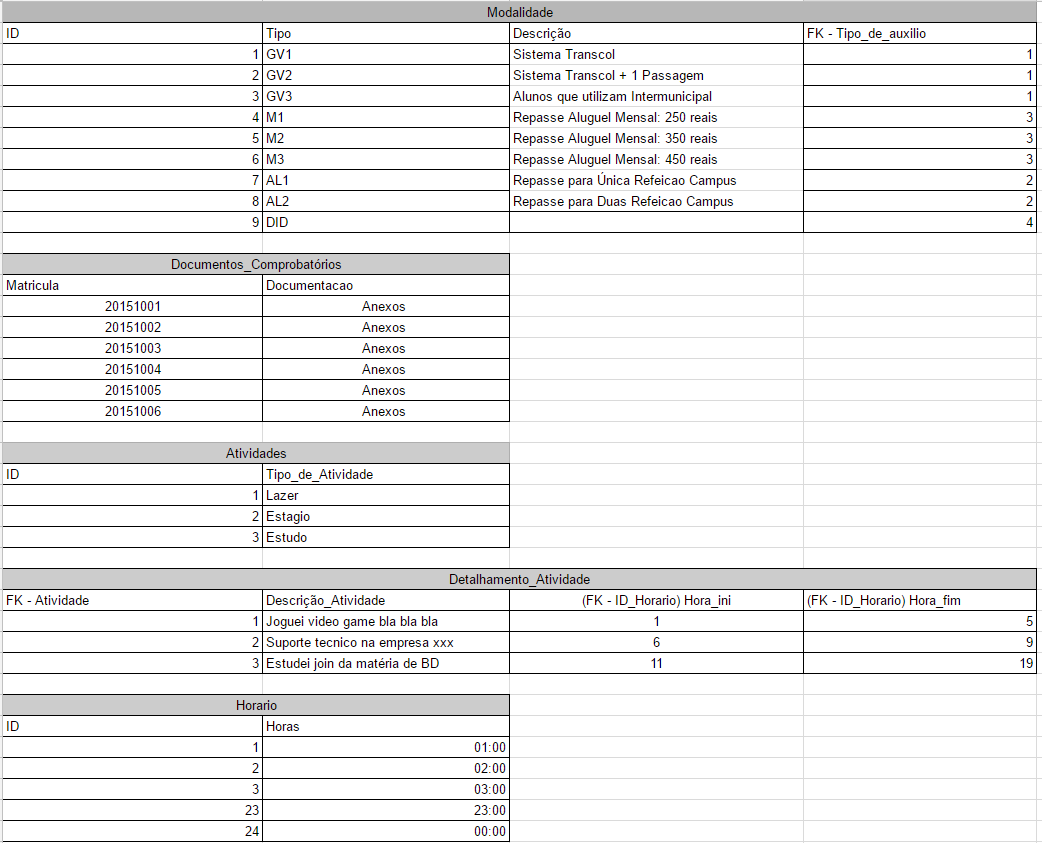 Modalidade
ID Tipo Descrição FK - Tipo_de_auxilio
1 GV1 Sistema Transcol 1
2 GV2 Sistema Transcol + 1 Passagem 1
3 GV3 Alunos que utilizam Intermunicipal 1
4 M1 Repasse Aluguel Mensal: 250 reais 3
5 M2 Repasse Aluguel Mensal: 350 reais 3
6 M3 Repasse Aluguel Mensal: 450 reais 3
7 AL1 Repasse para Única Refeicao Campus 2
8 AL2 Repasse para Duas Refeicao Campus 2
9 DID 4
Documentos_Comprobatórios
Matricula Documentacao
20151001 Anexos
20151002 Anexos
20151003 Anexos
20151004 Anexos
20151005 Anexos
20151006 Anexos
Atividades
ID Tipo_de_Atividade
1 Lazer
2 Estagio
3 Estudo
Detalhamento_Atividade
FK - Atividade Descrição_Atividade (FK - ID_Horario) Hora_ini (FK - ID_Horario) Hora_fim
1 Joguei video game bla bla bla 1 5
2 Suporte tecnico na empresa xxx 6 9
3 Estudei join da matéria de BD 11 19
Horario
ID Horas
1 01:00
2 02:00
3 03:00
23 23:00
24 00:00